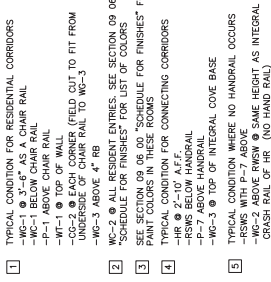 1 TYPICAL CONDITION FOR RESIDENTIAL CORRIDORS
-WG-1 @ 3'-6" AS A CHAIR RAIL
-WC-1 BELOW CHAIR RAIL
-P-1 ABOVE CHAIR RAIL
WT-1 @ TOP OF WALL
-CG-2 @ EACH CORNER (FIELD CUT TO FIT FROM
UNDERSIDE OF CHAIR RAIL TO WG-3
-WG-3 ABOVE 4" RB
2 WC-2 @ ALL RESIDENT ENTRIES. SEE SECTION 09 06
"SCHEDULE FOR FINISHES" FOR LIST OF COLORS
3 SEE SECTION 09 06 00 "SCHEDULE FOR FINISHES" F
PAINT COLORS IN THESE ROOMS
4 TYPICAL CONDITION FOR CONNECTING CORRIDORS
-HR @ 2'-10" A.F.F.
-RSWS BELOW HANDRAIL
P-7 ABOVE HANDRAIL
-WG-3 @ TOP OF INTEGRAL COVE BASE
5 TYPICAL CONDITION WHERE NO HANDRAIL OCCURS
-RSWS WITH P-7 ABOVE
-WG-2 ABOVE RWSW @ SAME HEIGHT AS INTEGRAL
CRASH RAIL OF HR (NO HAND RAIL)